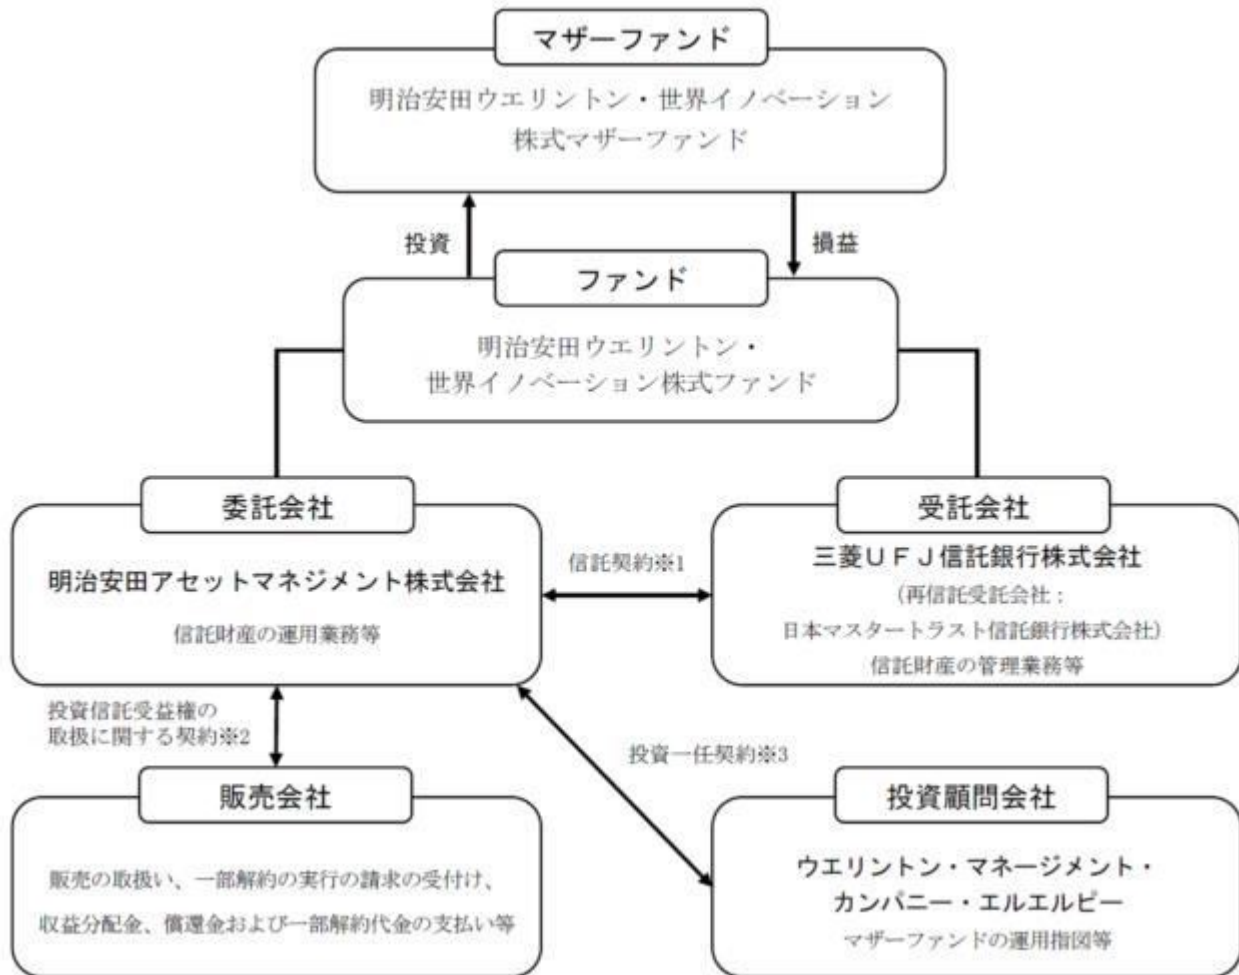 マザーファンド
明治安田ウエリントン・世界イノベーション
株式マザーファンド
投資
損益
ファンド
明治安田ウエリントン・
世界イノベーション株式ファンド
委託会社
明治安田アセットマネジメント株式会社
信託財産の運用業務等
信託契約※1
受託会社
三菱ＵＦＪ信託銀行株式会社
(再信託受託会社：
日本マスタートラスト信託銀行株式会社)
信託財産の管理業務等
投資信託受益権の
取扱に関する契約※2
投資一任契約※3
販売会社
販売の取扱い、一部解約の実行の請求の受付け、
収益分配金、償還金および一部解約代金の支払い等
投資顧問会社
ウエリントン・マネージメント・
カンパニー・エルエルピー
マザーファンドの運用指図等